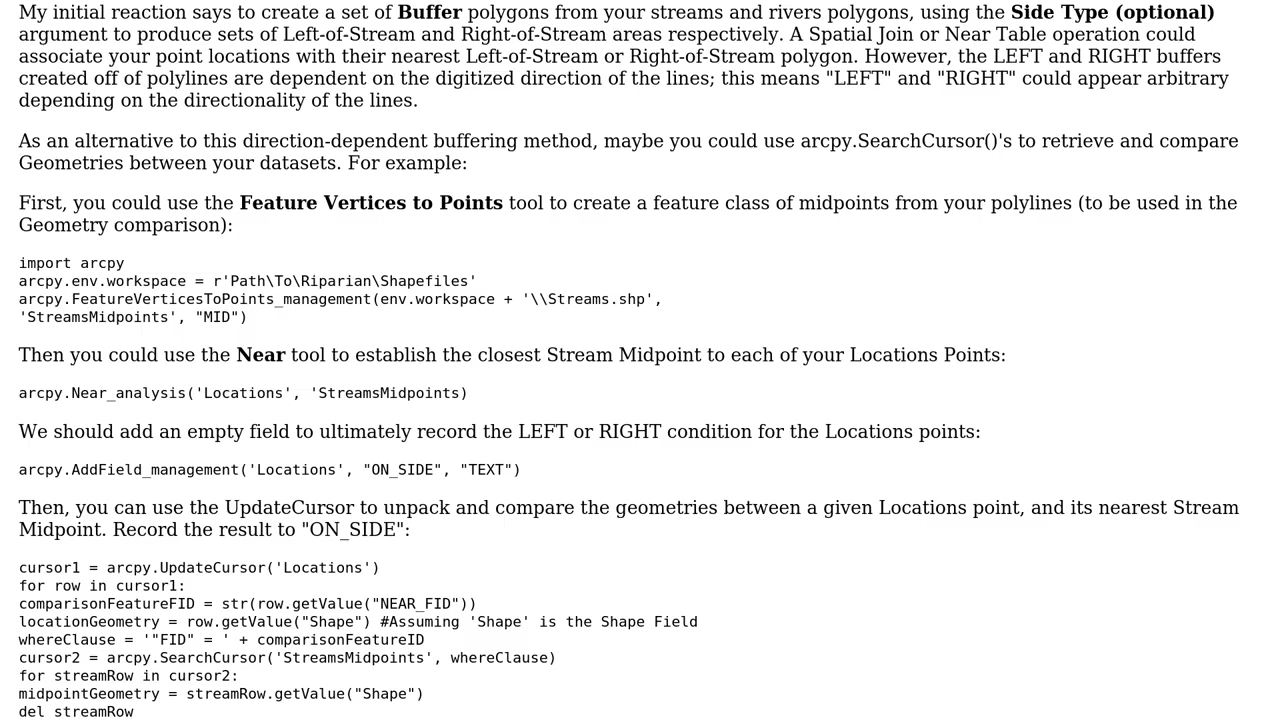 My initial reaction says to create a set of Buffer polygons from your streams and rivers polygons, using the Side Type (optional)
argument to produce sets of Left-of-Stream and Right-of-Stream areas respectively. A Spatial Join or Near Table operation could
associate your point locations with their nearest Left-of-Stream or Right-of-Stream polygon. However, the LEFT and RIGHT buffers
created off of polylines are dependent on the digitized direction of the lines; this means "LEFT" and "RIGHT" could appear arbitrary
depending on the directionality of the lines.
As an alternative to this direction-dependent buffering method, maybe you could use arcpy.SearchCursor()'s to retrieve and compare
Geometries between your datasets. For example:
First, you could use the Feature Vertices to Points tool to create a feature class of midpoints from your polylines (to be used in the
Geometry comparison):
import arcpy
arcpy.env.workspace = r'Path\To\Riparian\Shapefiles'
arcpy.FeatureVerticesToPoints_management(env.workspace + '\\Streams.shp',
'StreamsMidpoints', "MID")
Then you could use the Near tool to establish the closest Stream Midpoint to each of your Locations Points:
arcpy.Near_analysis('Locations', 'StreamsMidpoints)
We should add an empty field to ultimately record the LEFT or RIGHT condition for the Locations points:
arcpy.AddField_management('Locations', "ON_SIDE", "TEXT")
Then, you can use the UpdateCursor to unpack and compare the geometries between a given Locations point, and its nearest Stream
Midpoint. Record the result to "ON_SIDE":
cursor1 = arcpy.UpdateCursor('Locations')
for row in cursor1:
comparisonFeatureFID = str(row.getValue("NEAR_FID"))
locationGeometry = row.getValue("Shape") #Assuming 'Shape' is the Shape Field
whereClause = '"FID" = ' + comparisonFeatureID
cursor2 = arcpy.SearchCursor('StreamsMidpoints', whereClause)
for streamRow in cursor2:
midpointGeometry = streamRow.getValue("Shape")
del streamRow